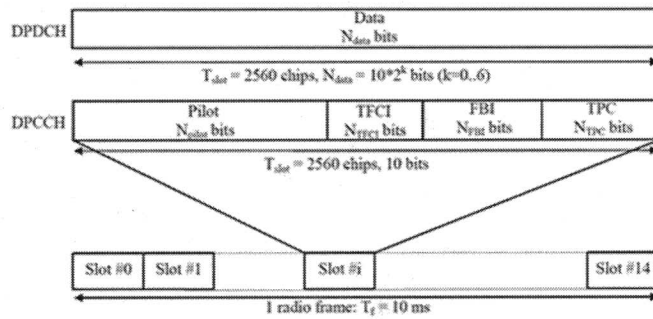 DPDCH
Data
N_data bits
T_slot = 2560 chips, N_data = 10*2^k bits (k=0..6)
DPCCH
Pilot
N_pilot bits
TFCI
N_TFCI bits
FBI
N_FBI bits
TPC
N_TPC bits
T_slot = 2560 chips, 10 bits
Slot #0
Slot #1
Slot #i
Slot #14
1 radio frame: T_f = 10 ms